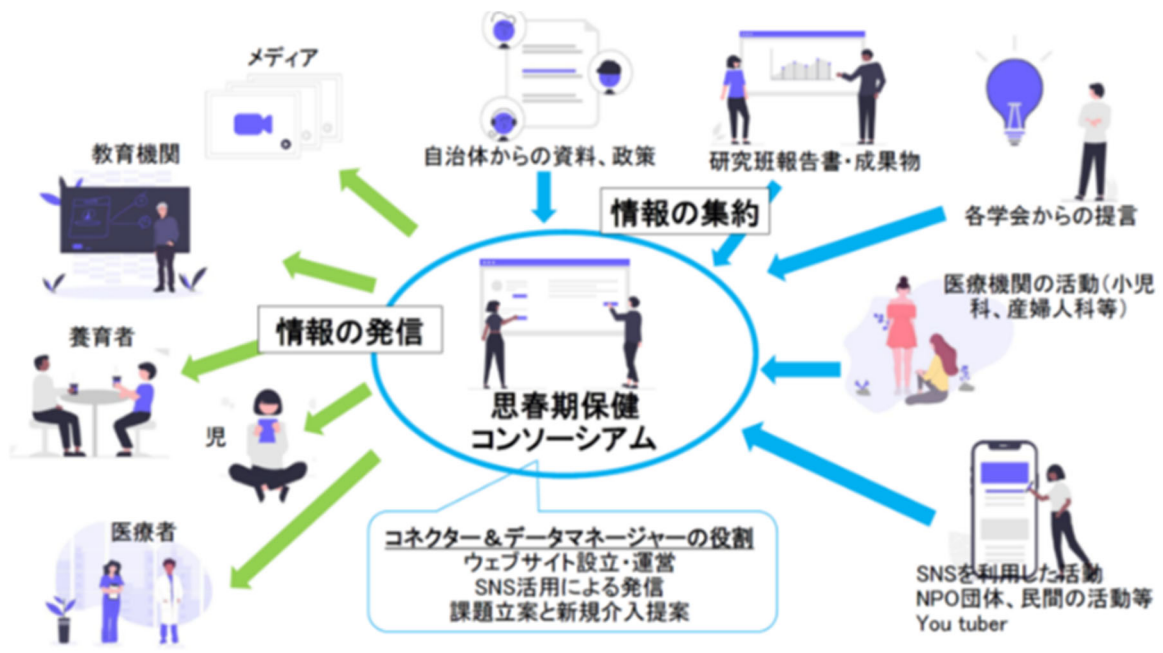 メディア
教育機関
自治体からの資料、政策
研究班報告書・成果物
情報の集約
各学会からの提言
医療機関の活動(小児
科、産婦人科等)
情報の発信
養育者
児
思春期保健
コンソーシアム
医療者
コネクター&データマネージャーの役割
ウェブサイト設立・運営
SNS活用による発信
課題立案と新規介入提案
SNSを利用した活動
NPO団体、民間の活動等
You tuber